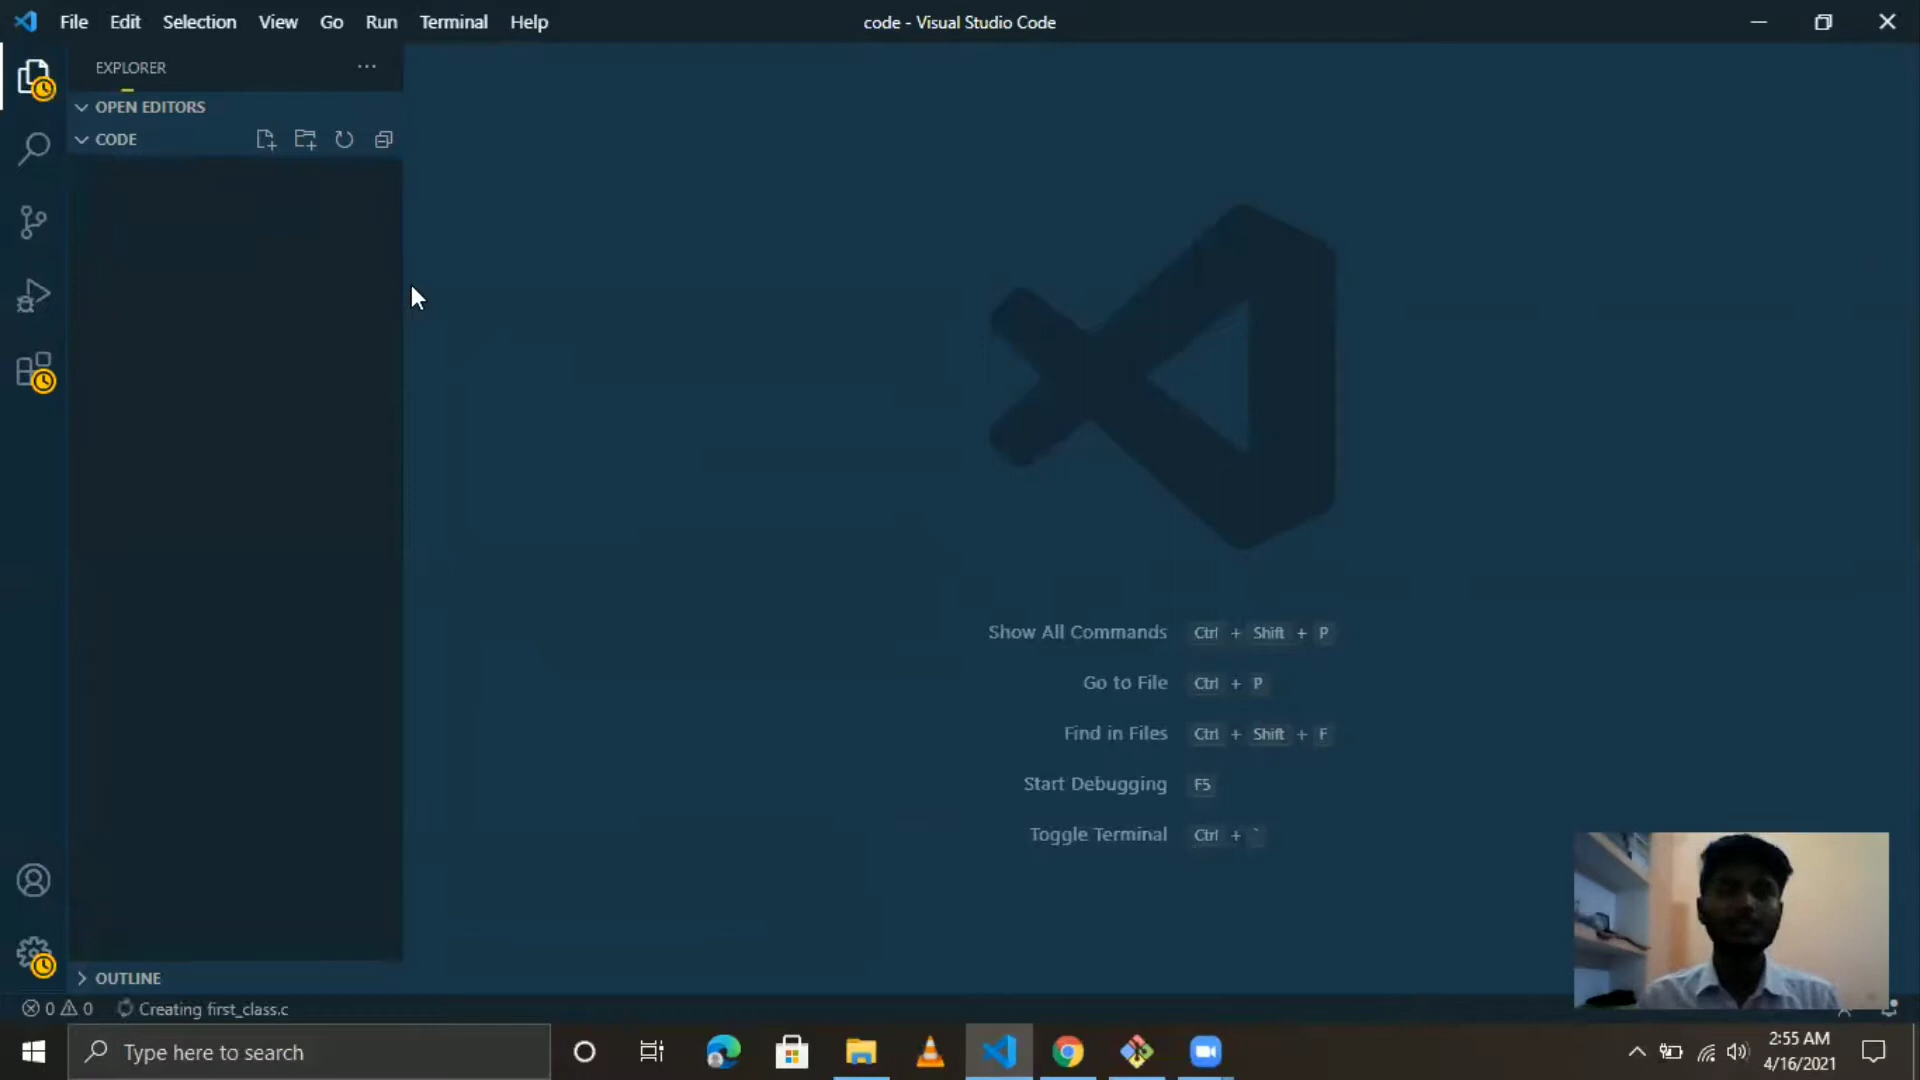 File Edit Selection View Go Run Terminal Help
code - Visual Studio Code
EXPLORER
OPEN EDITORS
CODE
Show All Commands Ctrl + Shift + P
Go to File Ctrl + P
Find in Files Ctrl + Shift + F
Start Debugging F5
Toggle Terminal Ctrl + `
OUTLINE
0 0 Creating first_class.c
Type here to search
2:55 AM
4/16/2021